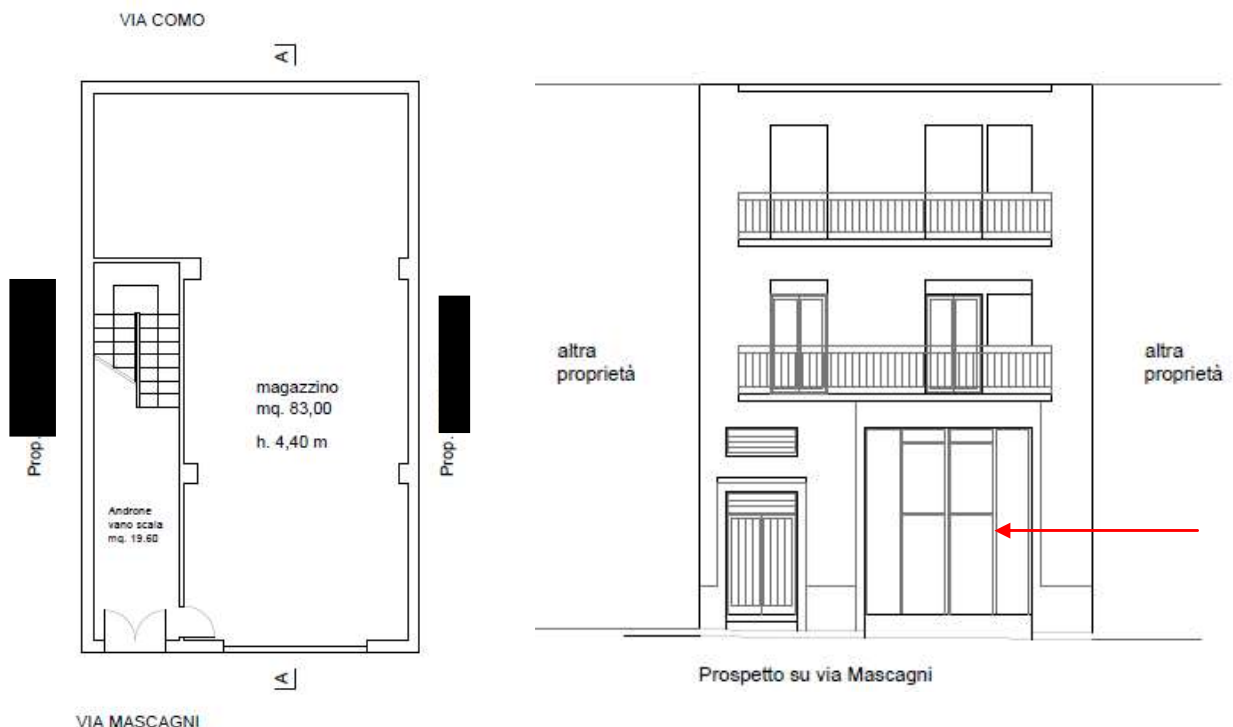 VIA COMO
A
Prop.
magazzino
mq. 83,00
h. 4,40 m
Prop.
Androne
vano scala
mq. 19.60
A
VIA MASCAGNI
altra
proprietà
altra
proprietà
Prospetto su via Mascagni